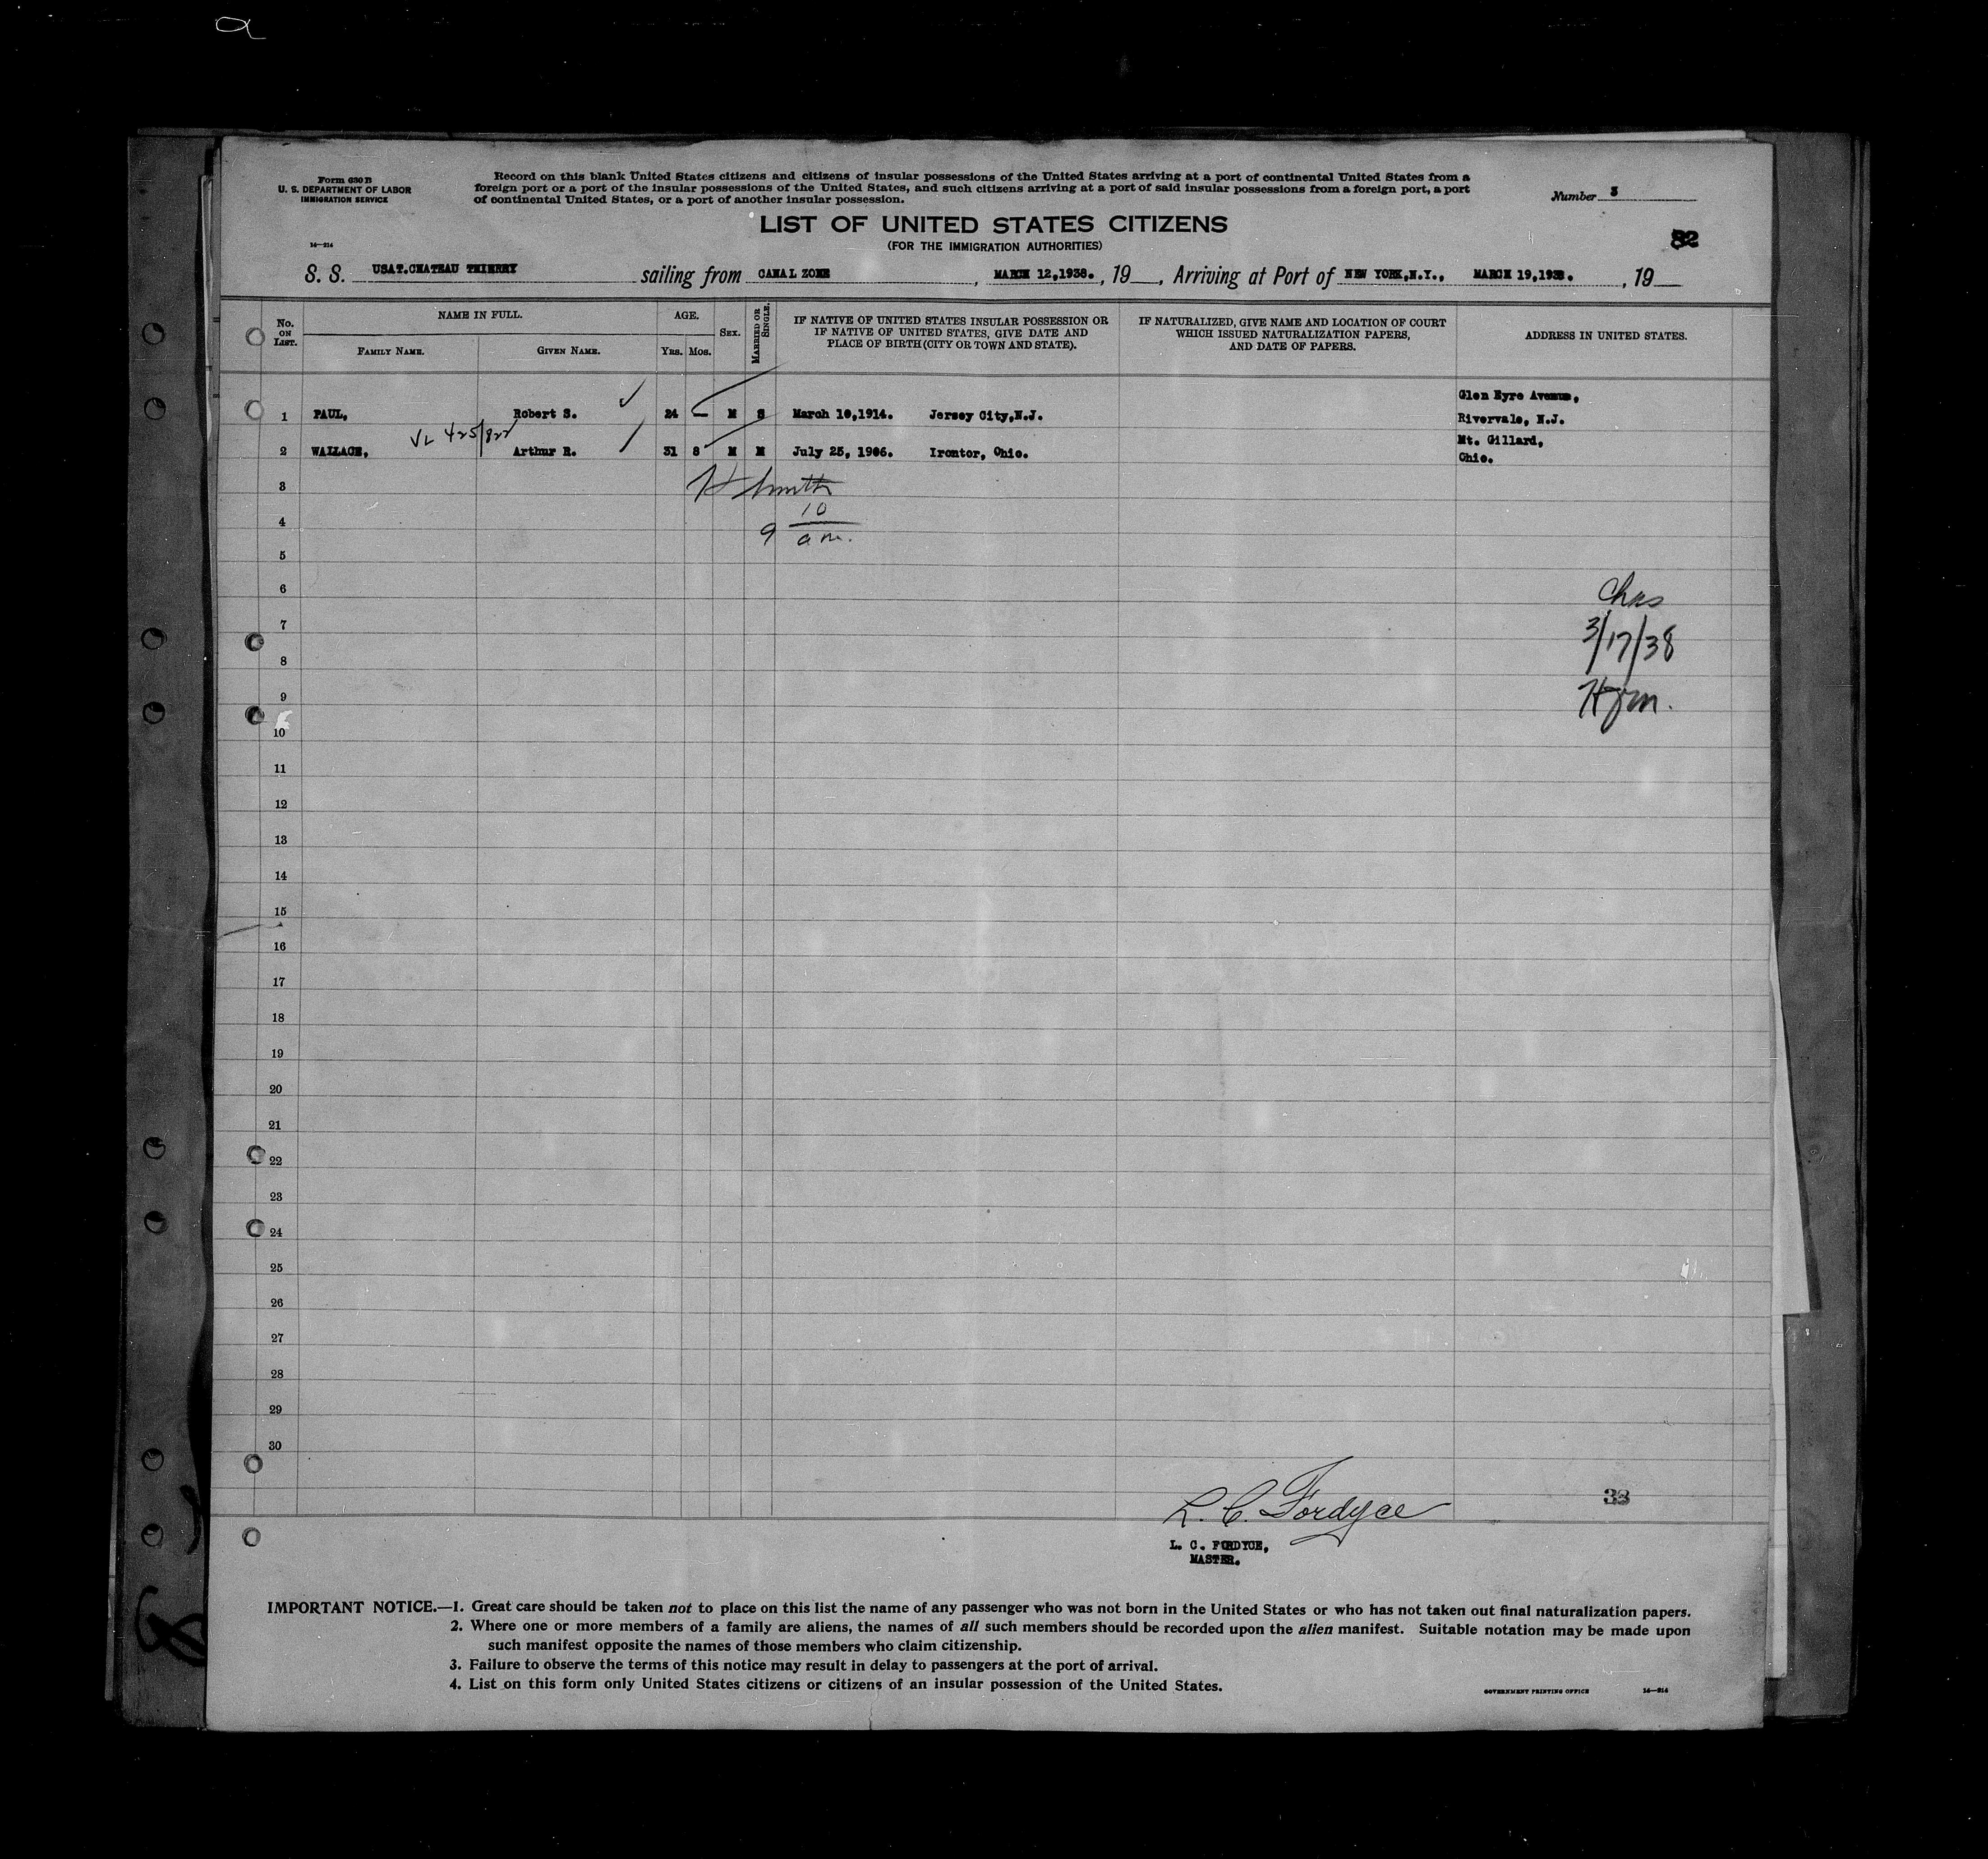 a
Form 630 B
U. S. DEPARTMENT OF LABOR
IMMIGRATION SERVICE
Record on this blank United States citizens and citizens of insular possessions of the United States arriving at a port of continental United States from a
foreign port or a port of the insular possessions of the United States, and such citizens arriving at a port of said insular possessions from a foreign port, a port
of continental United States, or a port of another insular possession.
Number 3
LIST OF UNITED STATES CITIZENS
(FOR THE IMMIGRATION AUTHORITIES)
14—214
82
S. S. USAT.CHATEAU THIERRY sailing from CANAL ZONE , MARCH 12,1938. , 19 , Arriving at Port of NEW YORK,N.Y., MARCH 19,1938. , 19
No. ON LIST.
NAME IN FULL.
FAMILY NAME. GIVEN NAME.
AGE.
YRS. MOS.
SEX.
MARRIED OR SINGLE.
IF NATIVE OF UNITED STATES INSULAR POSSESSION OR
IF NATIVE OF UNITED STATES, GIVE DATE AND
PLACE OF BIRTH (CITY OR TOWN AND STATE).
IF NATURALIZED, GIVE NAME AND LOCATION OF COURT
WHICH ISSUED NATURALIZATION PAPERS,
AND DATE OF PAPERS.
ADDRESS IN UNITED STATES.
Glen Eyre Avenue,
1 PAUL, Robert S. 24 — M S March 10,1914. Jersey City,N.J. Rivervale, N.J.
VL 425/822
Mt. Gillard,
2 WALLACE, Arthur R. 31 8 M M July 25, 1906. Irontor, Ohio. Ohio.
3 H Smith
4 9 10/a m.
5
6 Chas
7 3/17/38
8
9 Hjm.
10
11
12
13
14
15
16
17
18
19
20
21
22
23
24
25
26
27
28
29
30
L. C. Fordyce
L. C. FORDYCE,
MASTER.
IMPORTANT NOTICE.—1. Great care should be taken not to place on this list the name of any passenger who was not born in the United States or who has not taken out final naturalization papers.
2. Where one or more members of a family are aliens, the names of all such members should be recorded upon the alien manifest. Suitable notation may be made upon
such manifest opposite the names of those members who claim citizenship.
3. Failure to observe the terms of this notice may result in delay to passengers at the port of arrival.
4. List on this form only United States citizens or citizens of an insular possession of the United States.
GOVERNMENT PRINTING OFFICE 14—214